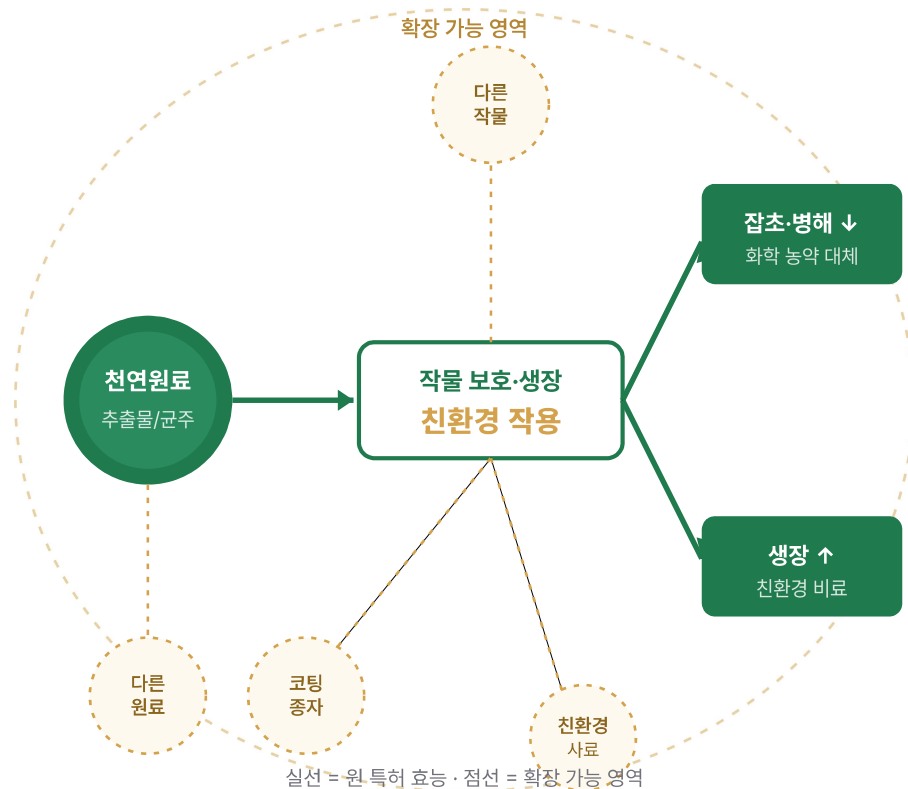 확장 가능 영역
다른
작물
잡초·병해 ↓
화학 농약 대체
천연원료
추출물/균주
작물 보호·생장
친환경 작용
생장 ↑
친환경 비료
다른
원료
코팅
종자
친환경
사료
실선 = 원 특허 효능 · 점선 = 확장 가능 영역